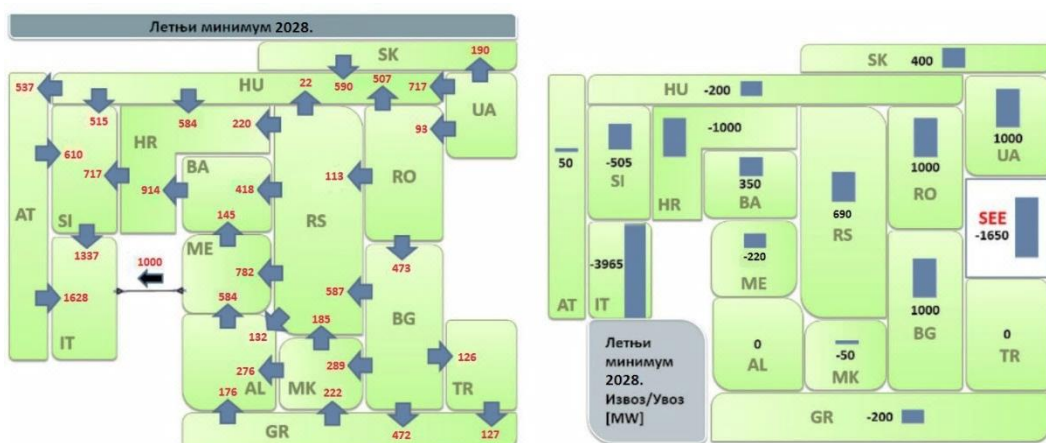 Летњи минимум 2028.
SK
190
537
HU
22
590
507
717
UA
515
584
220
93
HR
610
717
914
BA
418
113
RO
AT
SI
145
RS
1337
ME
473
1000
782
1628
584
587
BG
IT
185
132
276
AL
MK
289
126
TR
176
222
GR
472
127
SK
400
HU
-200
-1000
50
-505
SI
HR
350
BA
1000
RO
1000
UA
690
RS
SEE
-1650
-3965
-220
ME
AT
IT
1000
BG
Летњи
минимум
2028.
Извоз/Увоз
[MW]
0
AL
-50
MK
0
TR
GR
-200